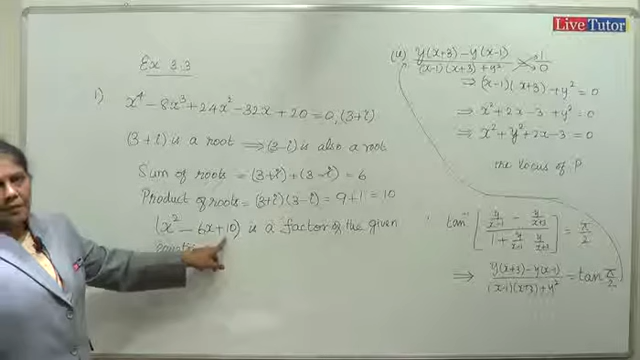 Live Tutor
Ex 3.3
1) x⁴ - 8x³ + 24x² - 32x + 20 = 0, (3+i)
(3+i) is a root ⟹ (3-i) is also a root
Sum of roots = (3+i) + (3-i) = 6
Product of roots = (3+i)(3-i) = 9+1 = 10
(x² - 6x + 10) is a factor of the given
(ii) y(x+3) - y(x-1) / (x-1)(x+3) + y² 1/0
⇒ (x-1)(x+3) + y² = 0
⇒ x² + 2x - 3 + y² = 0
⇒ x² + y² + 2x - 3 = 0
the locus of P
tan⁻¹ [ (y/(x-1) - y/(x+3)) / (1 + y/(x-1) y/(x+3)) ] = π/2
⇒ y(x+3) - y(x-1) / (x-1)(x+3) + y² = tan π/2